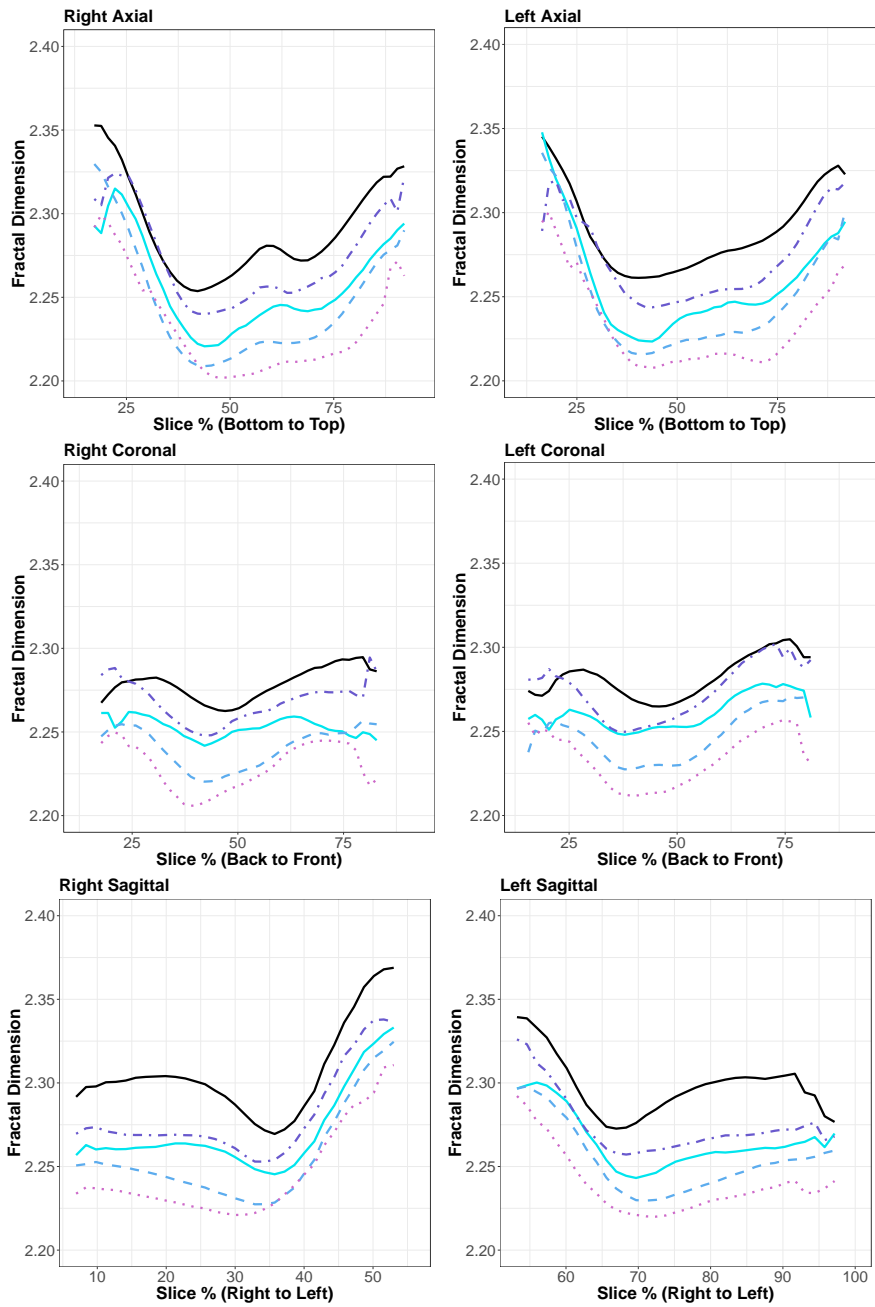 Right Axial
2.40
2.35
2.30
2.25
2.20
Fractal Dimension
25 50 75
Slice % (Bottom to Top)
Left Axial
2.40
2.35
2.30
2.25
2.20
Fractal Dimension
25 50 75
Slice % (Bottom to Top)
Right Coronal
2.40
2.35
2.30
2.25
2.20
Fractal Dimension
25 50 75
Slice % (Back to Front)
Left Coronal
2.40
2.35
2.30
2.25
2.20
Fractal Dimension
25 50 75
Slice % (Back to Front)
Right Sagittal
2.40
2.35
2.30
2.25
2.20
Fractal Dimension
10 20 30 40 50
Slice % (Right to Left)
Left Sagittal
2.40
2.35
2.30
2.25
2.20
Fractal Dimension
60 70 80 90 100
Slice % (Right to Left)